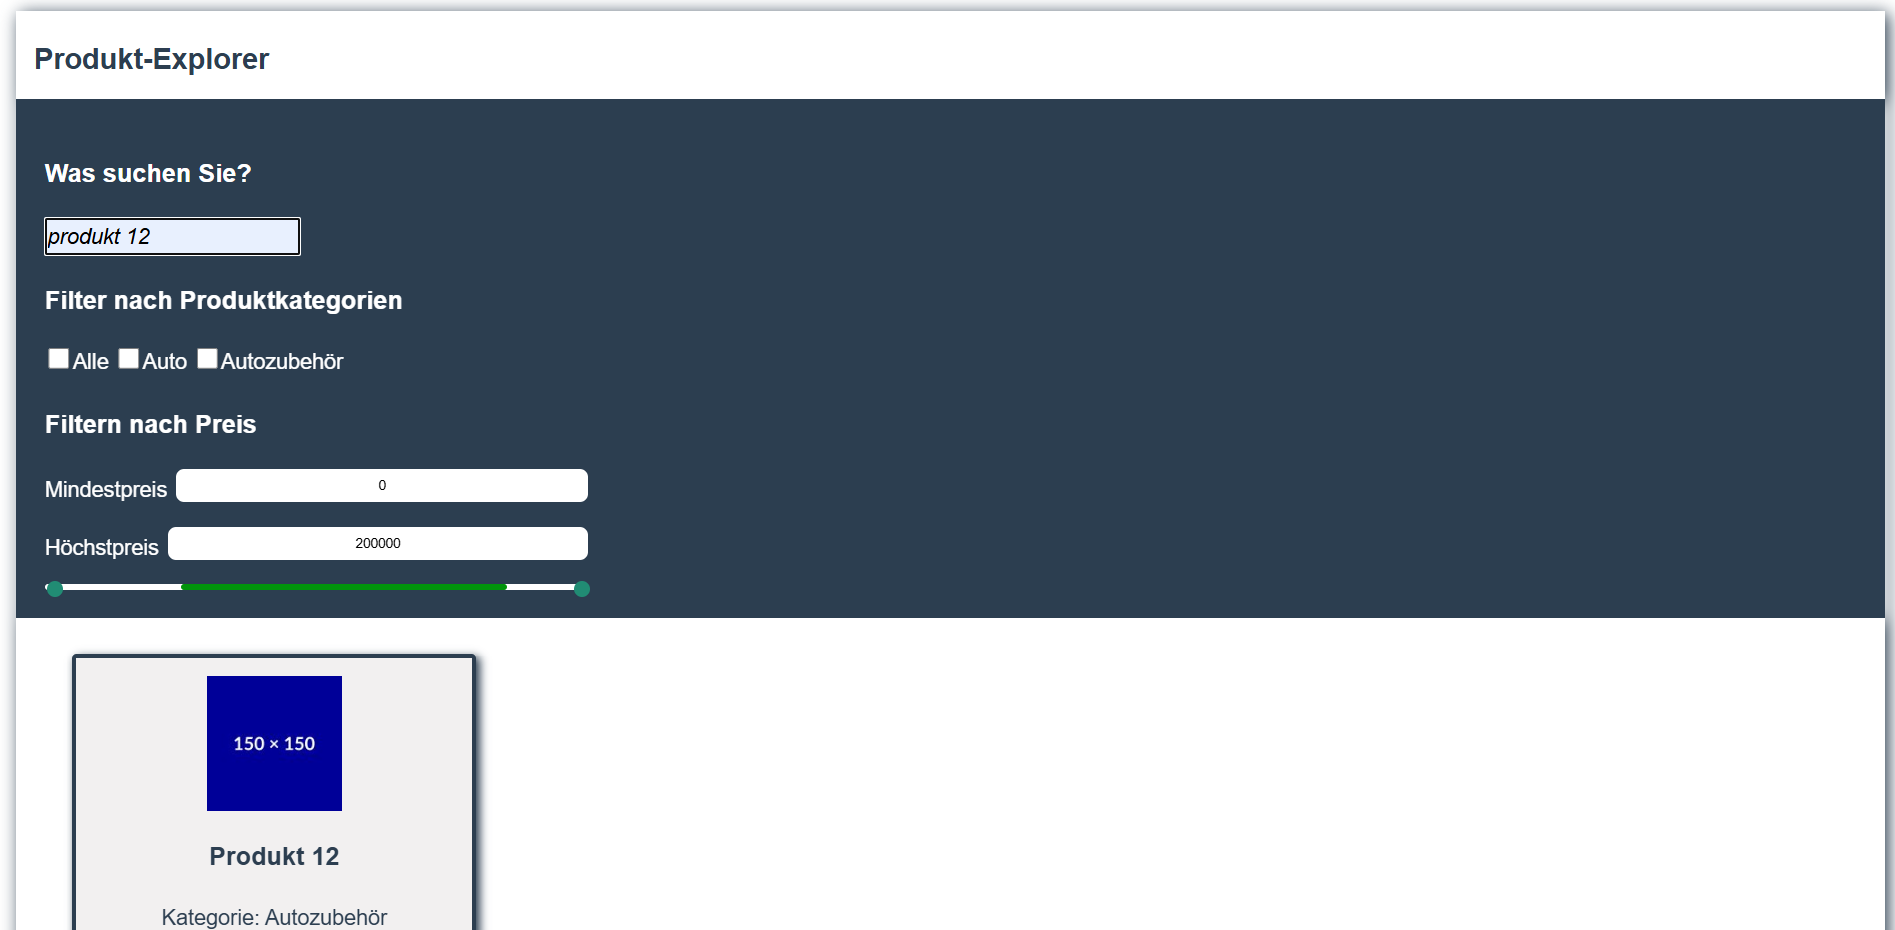 Produkt-Explorer
Was suchen Sie?
produkt 12
Filter nach Produktkategorien
Alle Auto Autozubehör
Filtern nach Preis
Mindestpreis 0
Höchstpreis 200000
150 × 150
Produkt 12
Kategorie: Autozubehör